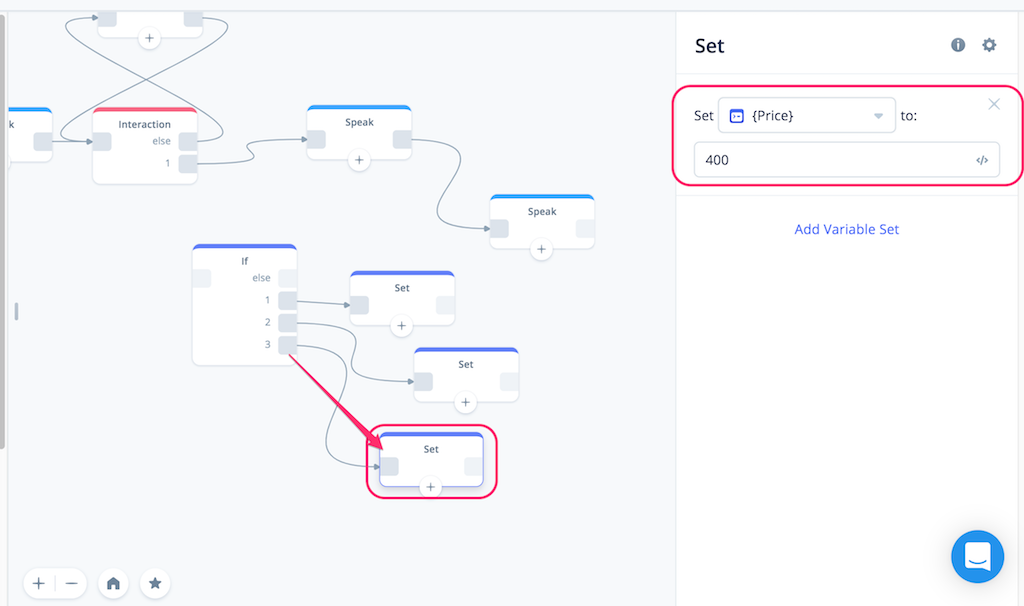 k
Interaction
else
1
Speak
Speak
If
else
1
2
3
Set
Set
Set
Set
Set {Price} to:
400 </>
Add Variable Set